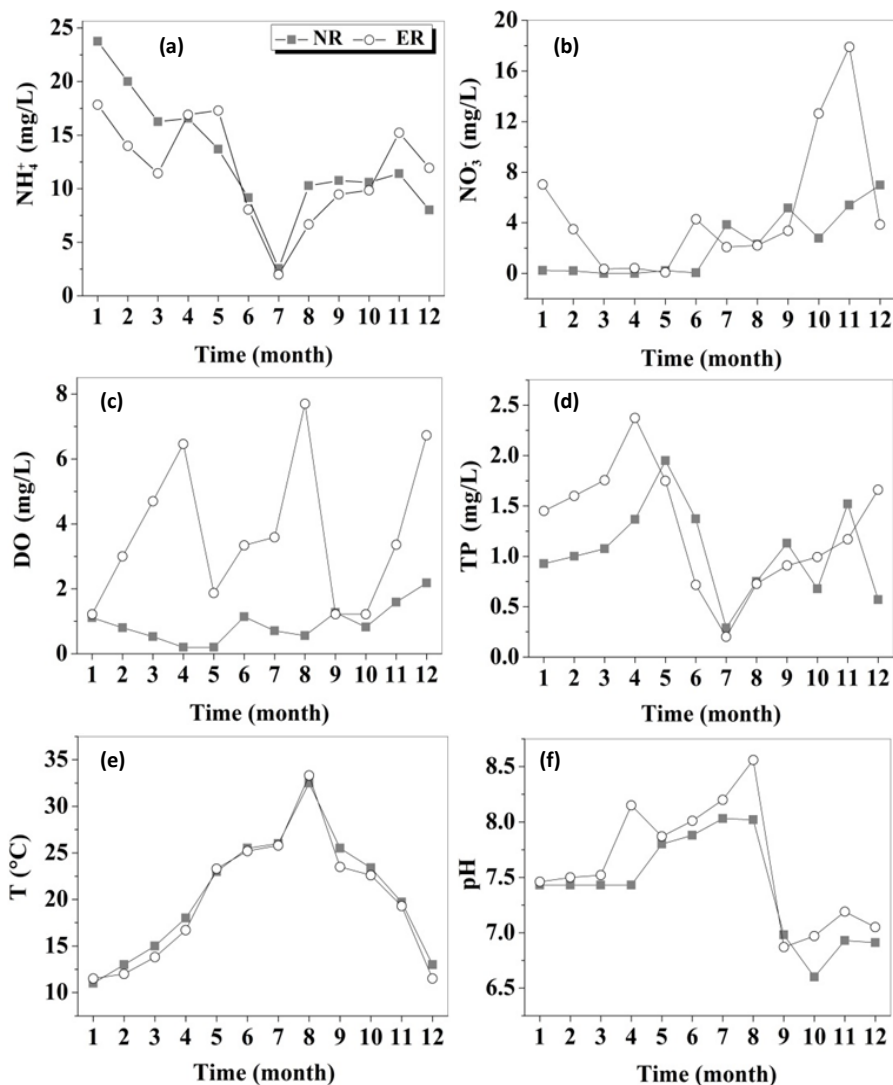 (a)
NR ER
NH₄⁺ (mg/L)
25
20
15
10
5
0
1 2 3 4 5 6 7 8 9 10 11 12
Time (month)
(b)
NO₃⁻ (mg/L)
20
16
12
8
4
0
1 2 3 4 5 6 7 8 9 10 11 12
Time (month)
(c)
DO (mg/L)
8
6
4
2
0
1 2 3 4 5 6 7 8 9 10 11 12
Time (month)
(d)
TP (mg/L)
2.5
2.0
1.5
1.0
0.5
0.0
1 2 3 4 5 6 7 8 9 10 11 12
Time (month)
(e)
T (°C)
35
30
25
20
15
10
1 2 3 4 5 6 7 8 9 10 11 12
Time (month)
(f)
pH
8.5
8.0
7.5
7.0
6.5
1 2 3 4 5 6 7 8 9 10 11 12
Time (month)